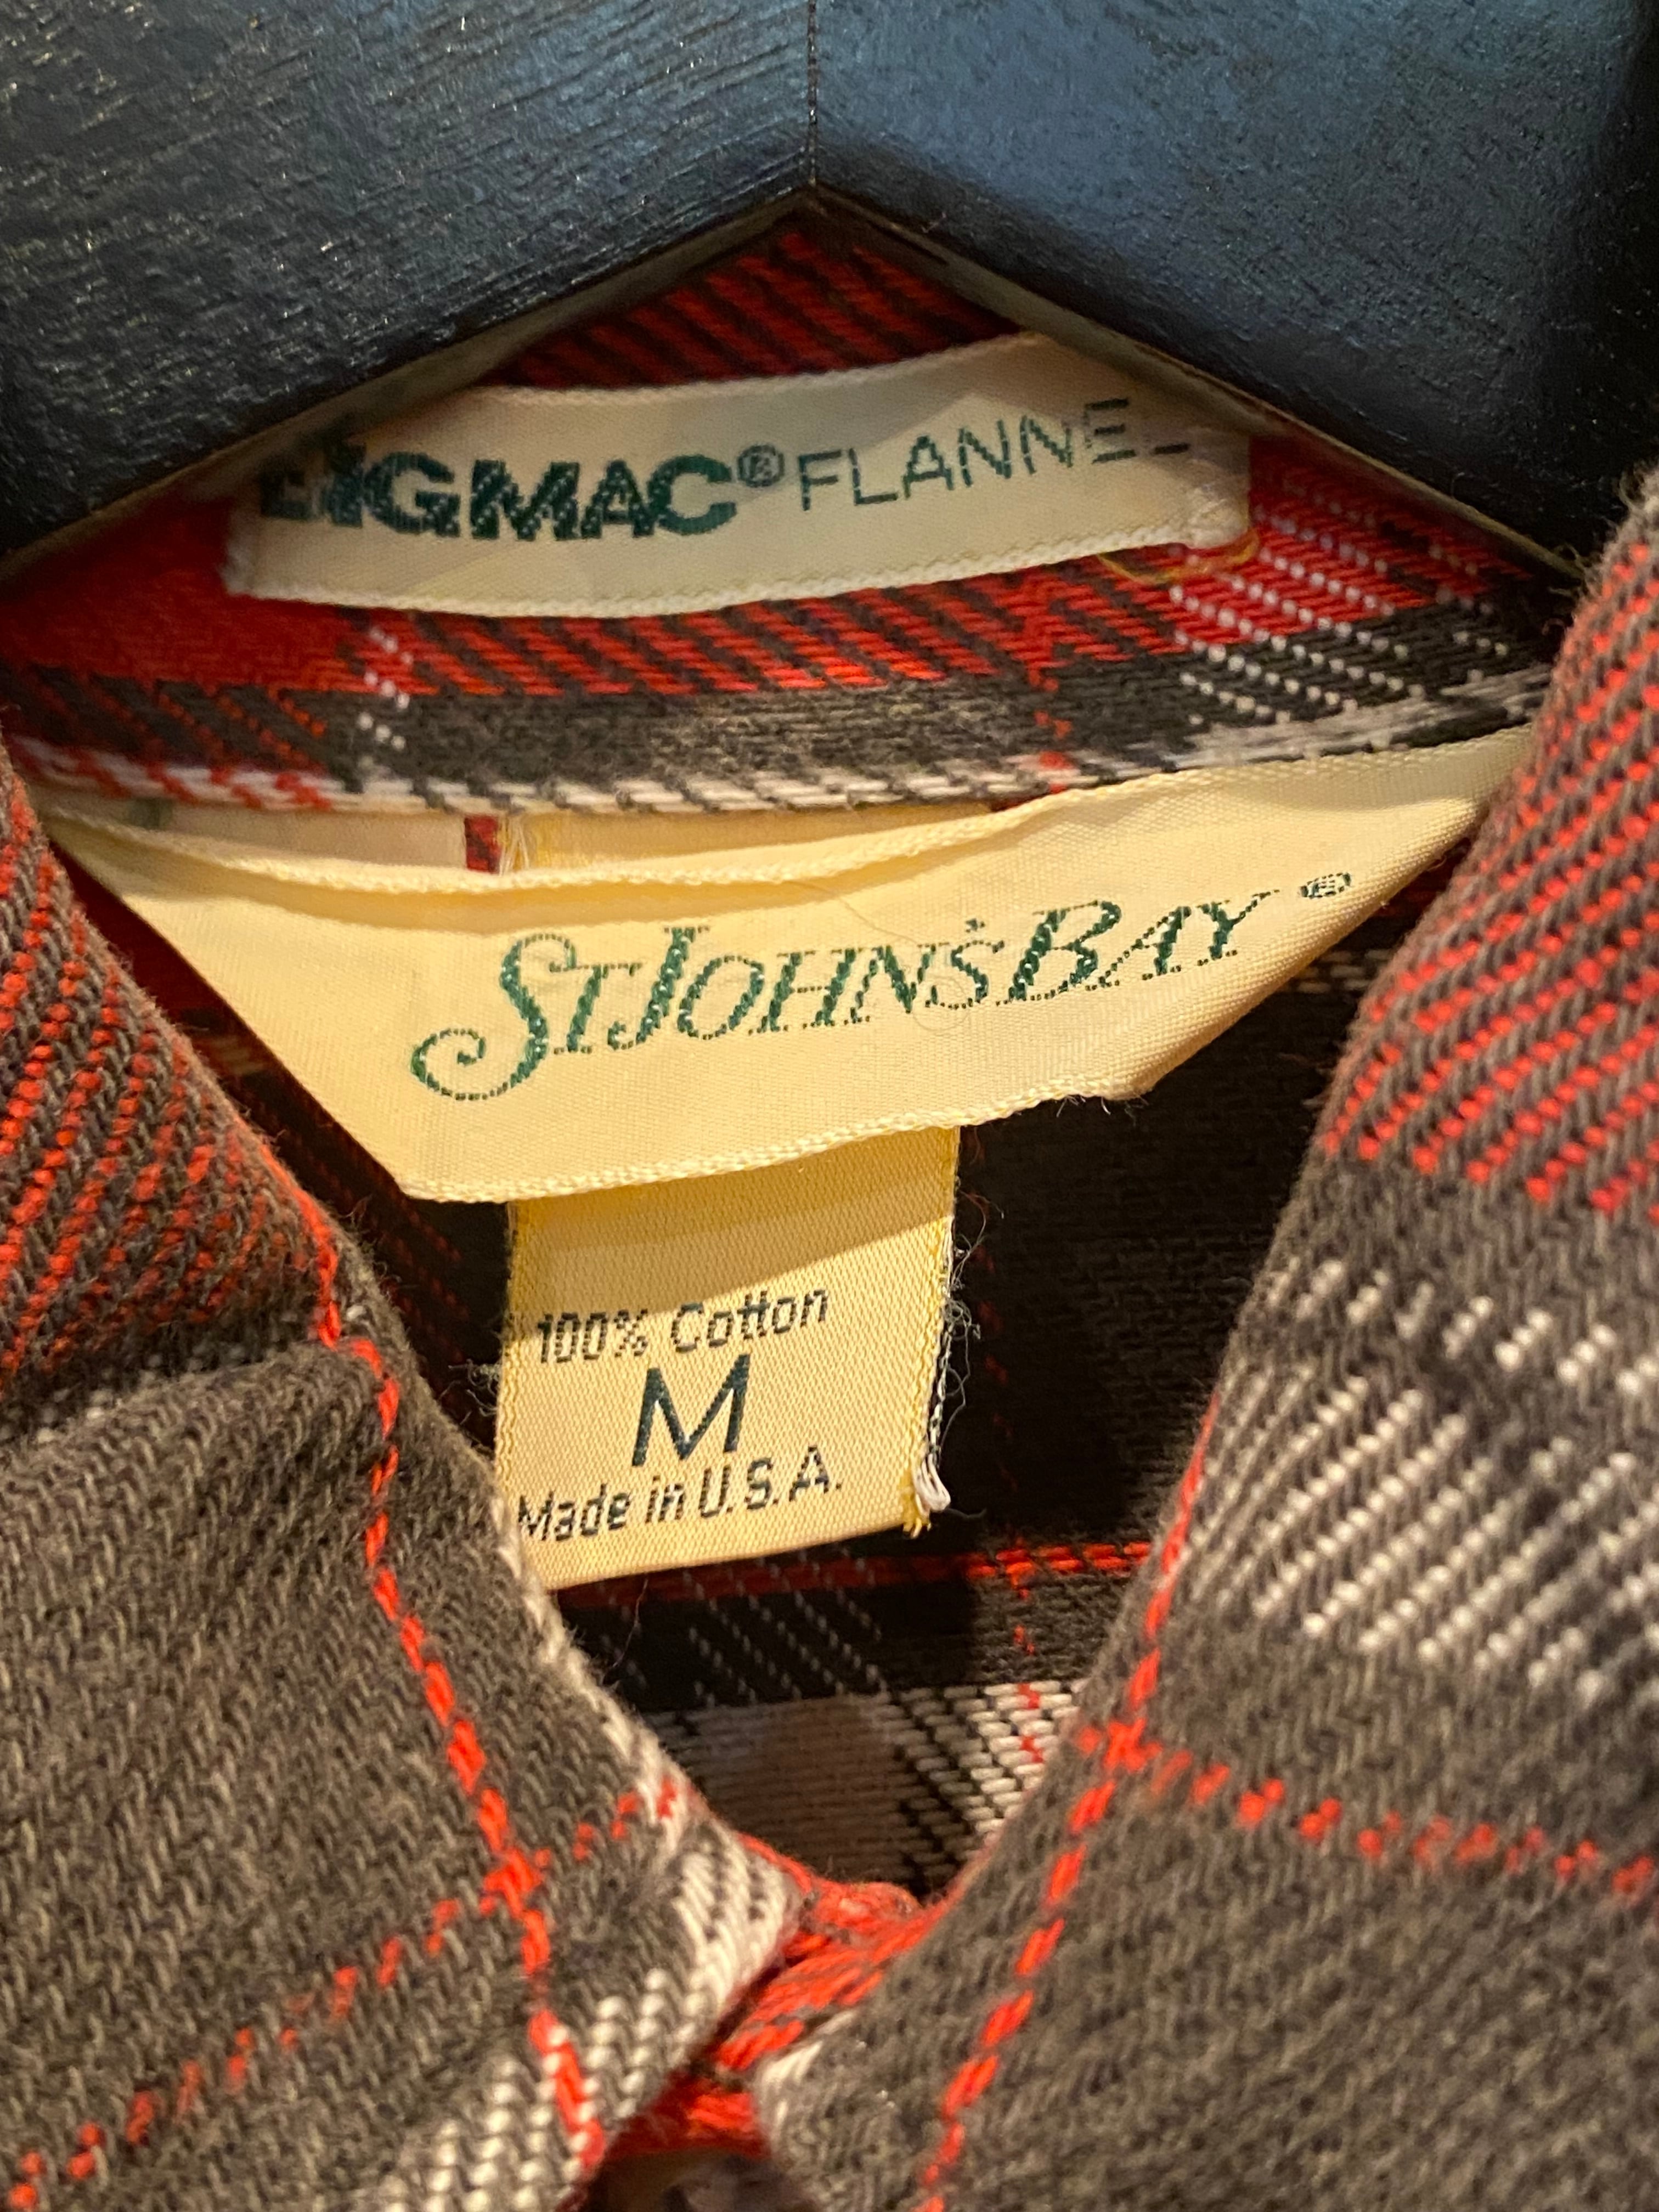 BIGMAC® FLANNEL
ST. JOHN'S BAY®
100% Cotton
M
Made in U.S.A.